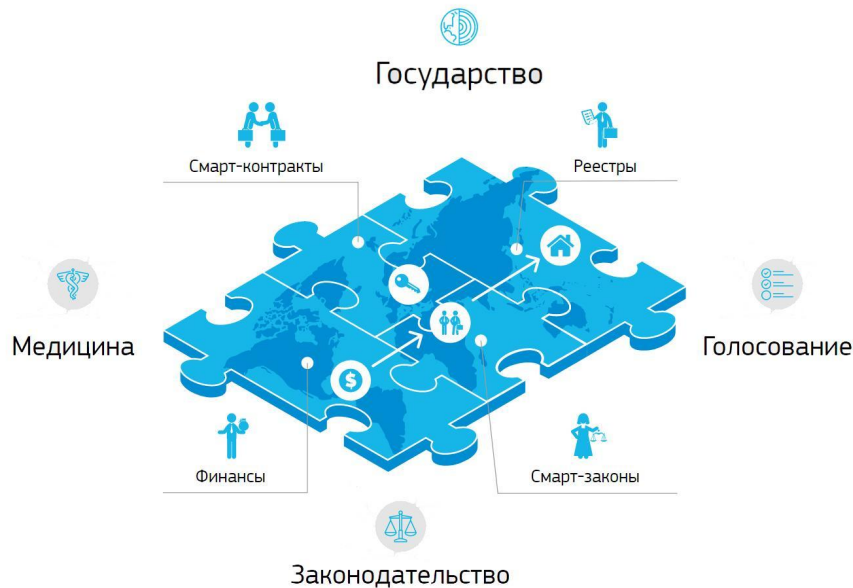 Государство
Смарт-контракты
Реестры
Медицина
Голосование
$
Финансы
Смарт-законы
Законодательство